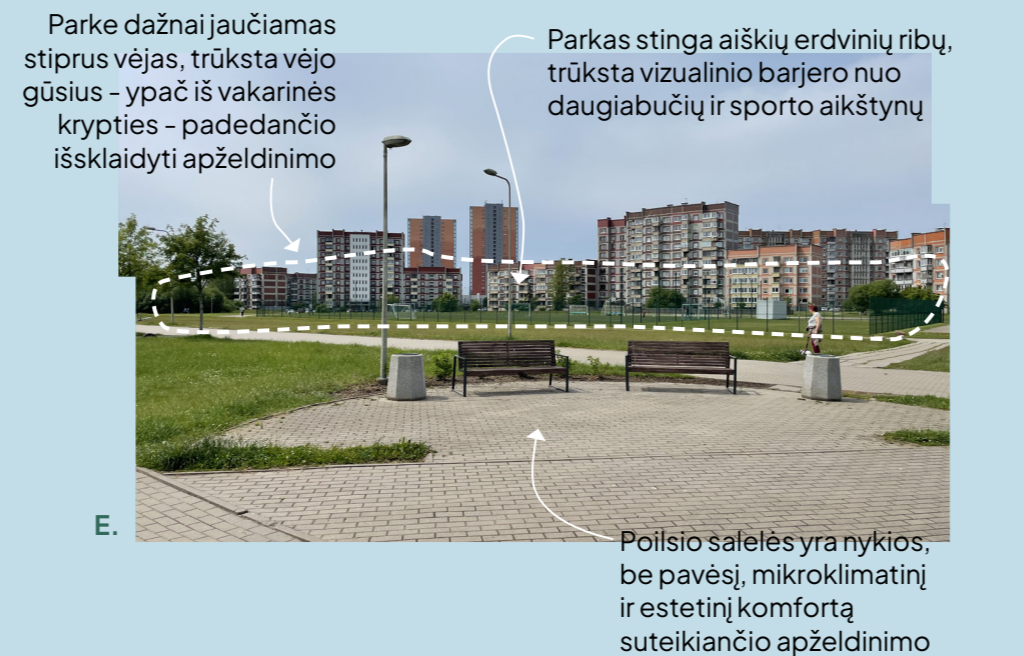 Parke dažnai jaučiamas
stiprus vėjas, trūksta vėjo
gūsius - ypač iš vakarinės
krypties - padedančio
išsklaidyti apželdinimo
Parkas stinga aiškių erdvinių ribų,
trūksta vizualinio barjero nuo
daugiabučių ir sporto aikštynų
E.
Poilsio salelės yra nykios,
be pavėsį, mikroklimatinį
ir estetinį komfortą
suteikiančio apželdinimo